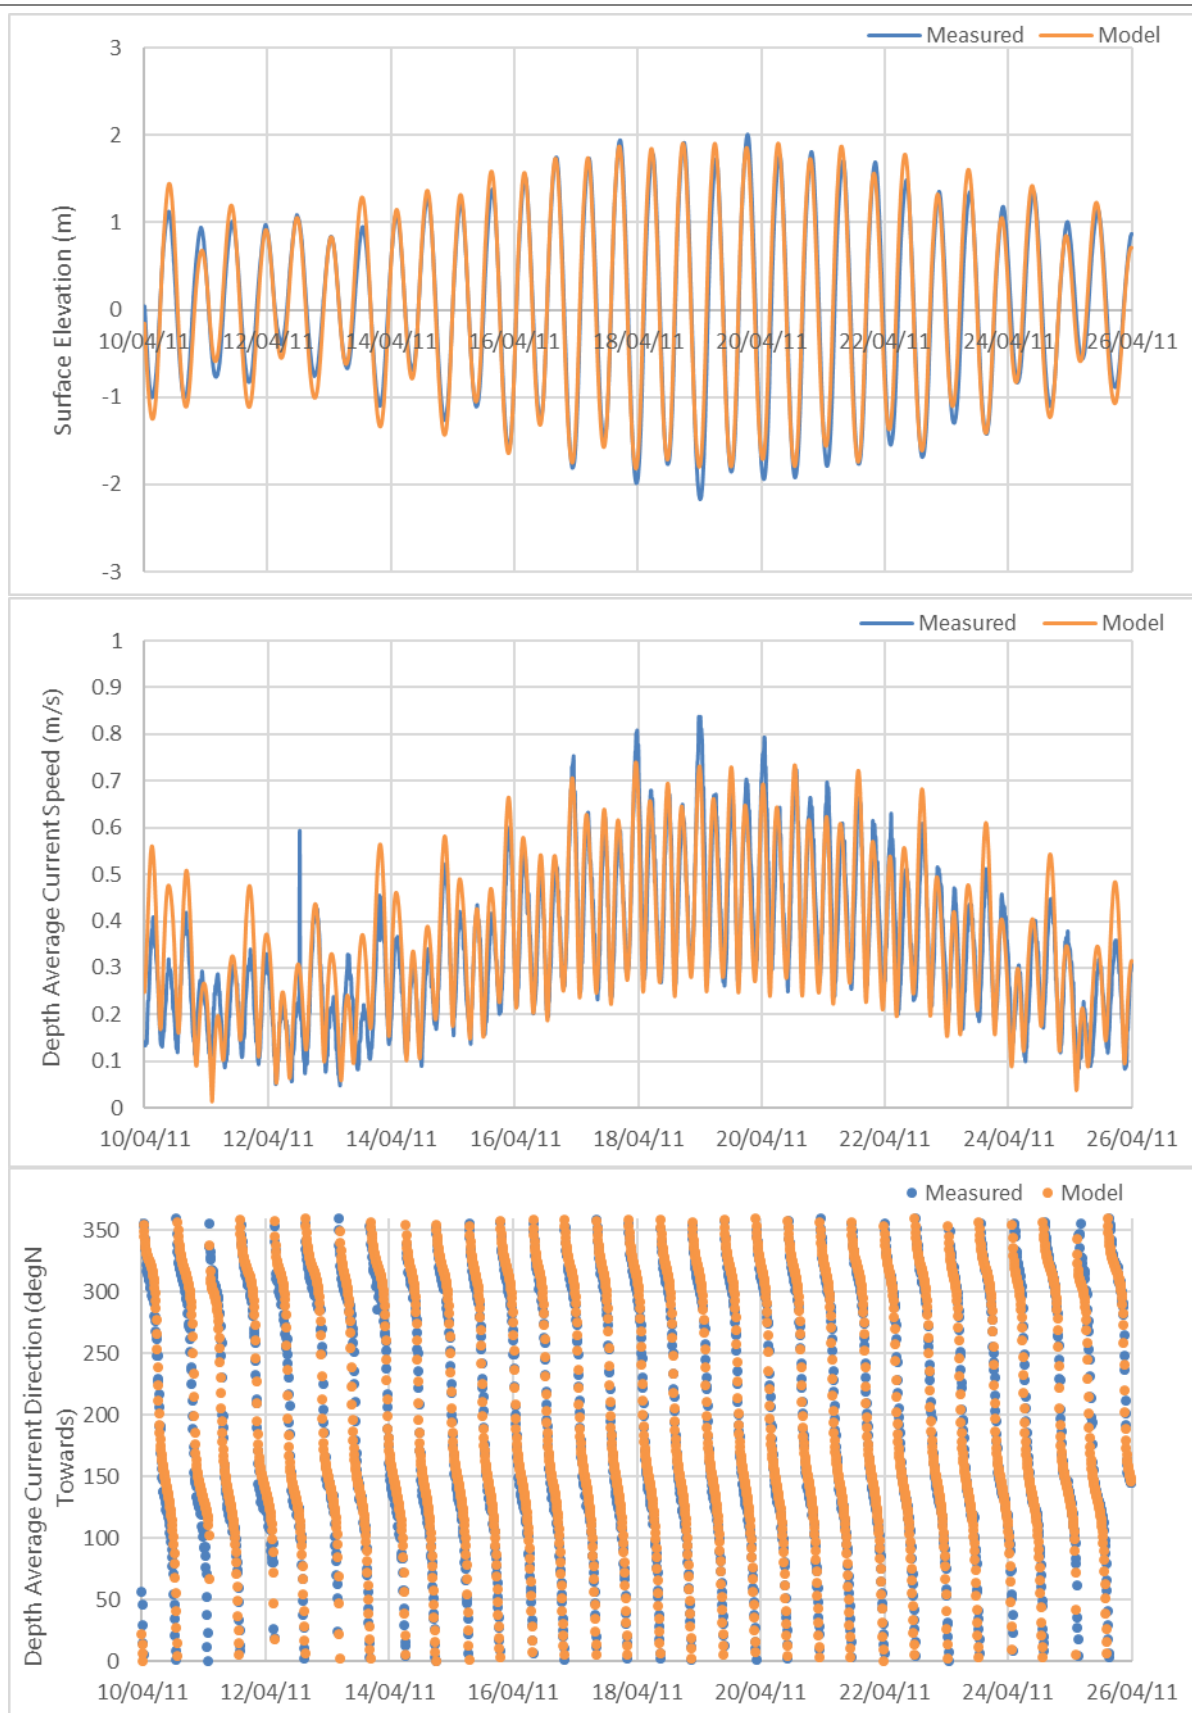 Measured Model
3
2
1
0
-1
-2
-3
Surface Elevation (m)
10/04/11 12/04/11 14/04/11 16/04/11 18/04/11 20/04/11 22/04/11 24/04/11 26/04/11
Measured Model
1
0.9
0.8
0.7
0.6
0.5
0.4
0.3
0.2
0.1
0
Depth Average Current Speed (m/s)
10/04/11 12/04/11 14/04/11 16/04/11 18/04/11 20/04/11 22/04/11 24/04/11 26/04/11
Measured Model
350
300
250
200
150
100
50
0
Depth Average Current Direction (degN
Towards)
10/04/11 12/04/11 14/04/11 16/04/11 18/04/11 20/04/11 22/04/11 24/04/11 26/04/11